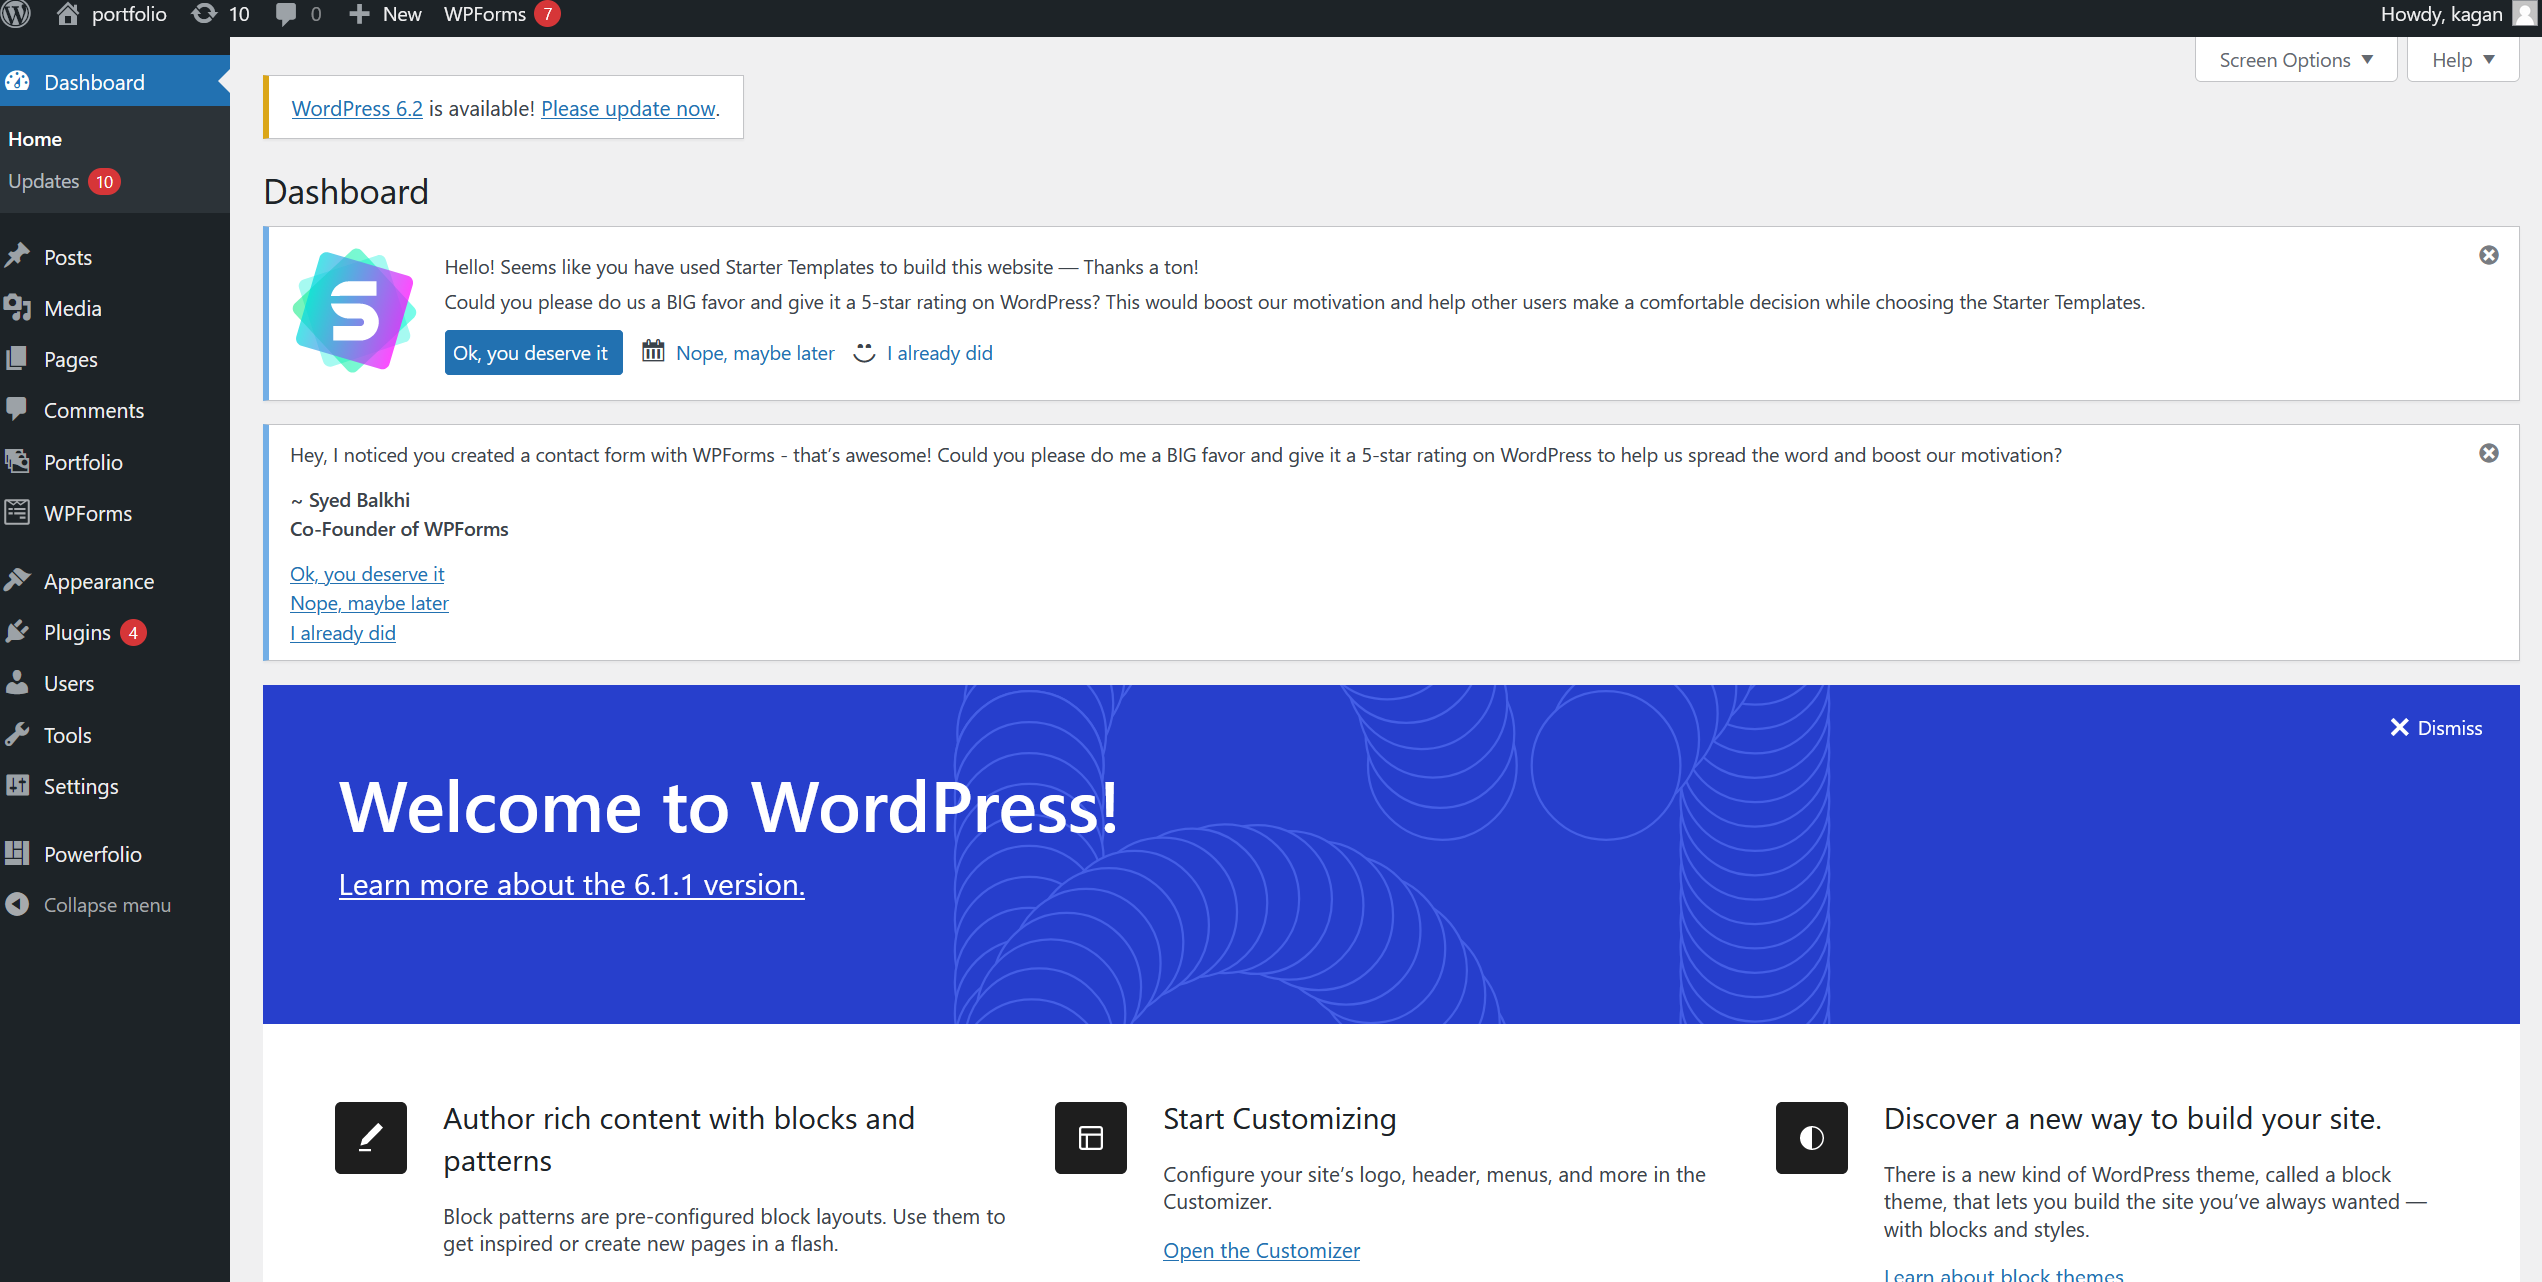 portfolio 10 0 New WPForms 7 Howdy, kagan
Screen Options Help
Dashboard
Home
Updates 10
Posts
Media
Pages
Comments
Portfolio
WPForms
Appearance
Plugins 4
Users
Tools
Settings
Powerfolio
Collapse menu
WordPress 6.2 is available! Please update now.
Dashboard
Hello! Seems like you have used Starter Templates to build this website — Thanks a ton!
Could you please do us a BIG favor and give it a 5-star rating on WordPress? This would boost our motivation and help other users make a comfortable decision while choosing the Starter Templates.
Ok, you deserve it Nope, maybe later I already did
Hey, I noticed you created a contact form with WPForms - that’s awesome! Could you please do me a BIG favor and give it a 5-star rating on WordPress to help us spread the word and boost our motivation?
~ Syed Balkhi
Co-Founder of WPForms
Ok, you deserve it
Nope, maybe later
I already did
Dismiss
Welcome to WordPress!
Learn more about the 6.1.1 version.
Author rich content with blocks and
patterns
Block patterns are pre-configured block layouts. Use them to
get inspired or create new pages in a flash.
Start Customizing
Configure your site’s logo, header, menus, and more in the
Customizer.
Open the Customizer
Discover a new way to build your site.
There is a new kind of WordPress theme, called a block
theme, that lets you build the site you’ve always wanted —
with blocks and styles.
Learn about block themes